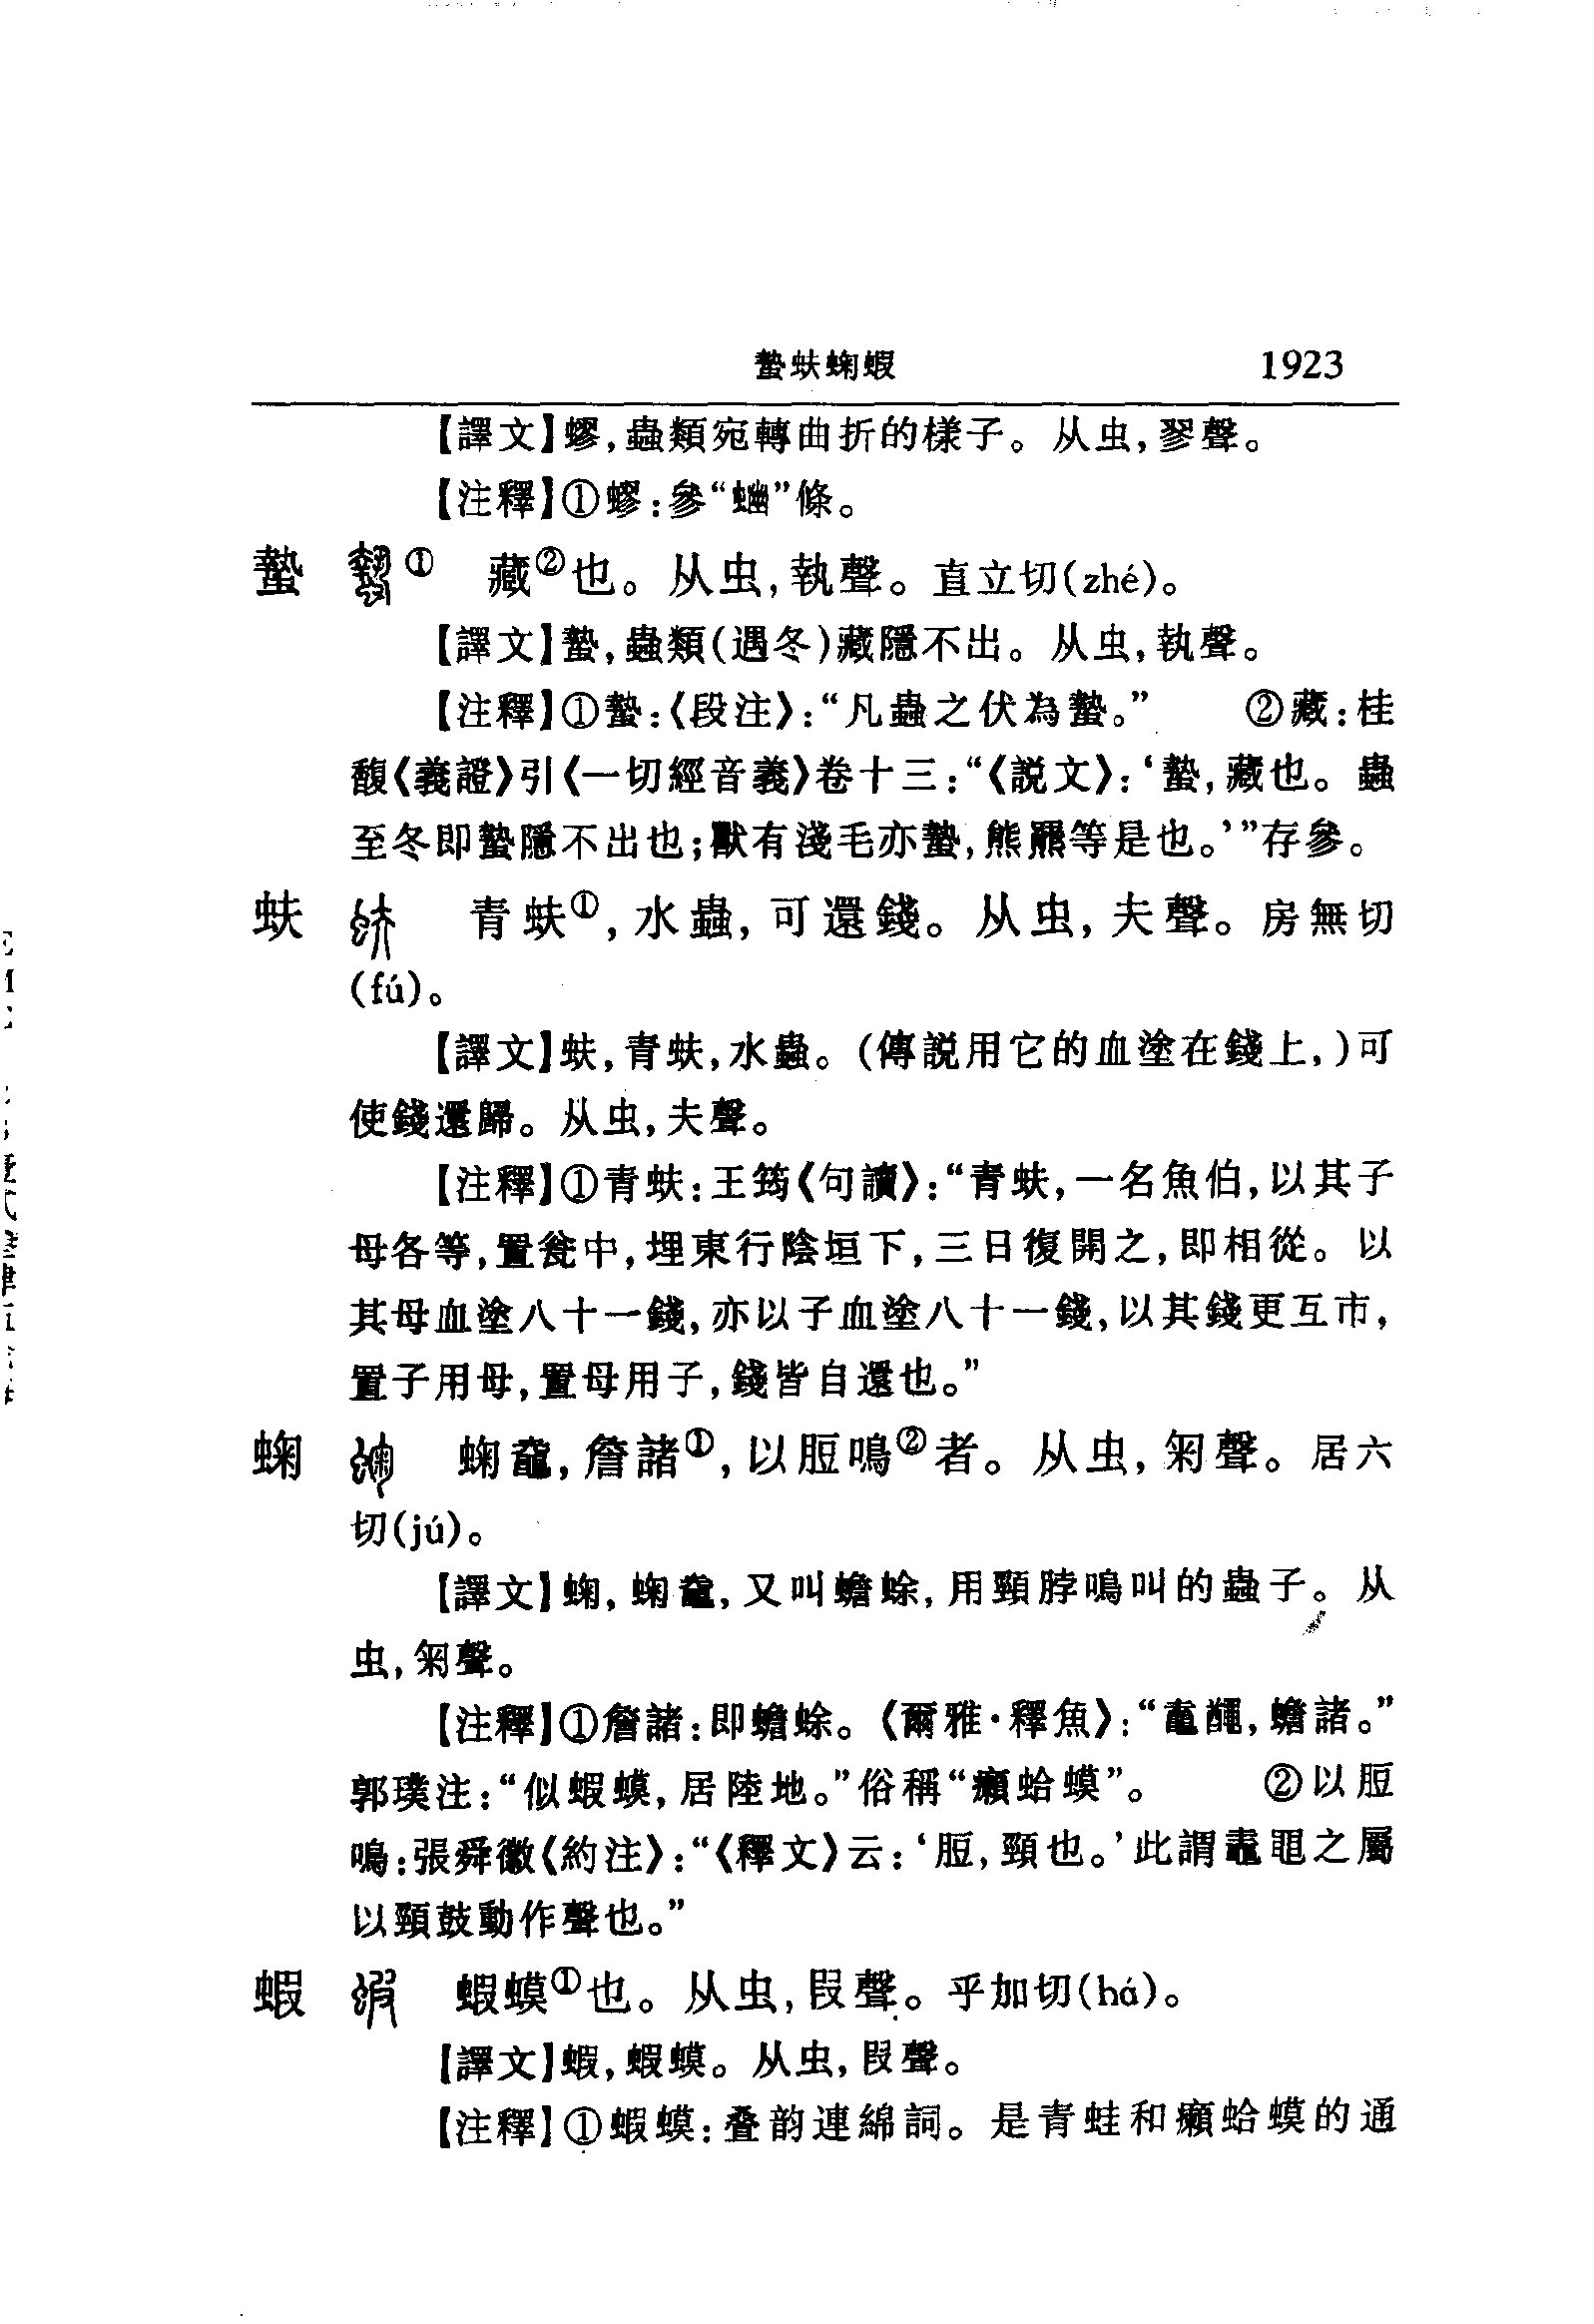 蟄蚨蜠蝦 1923
【譯文】蟉,蟲類宛轉曲折的樣子。从虫,翏聲。
【注釋】①蟉:參“蟉”條。
蟄 ① 藏②也。从虫,執聲。直立切(zhé)。
【譯文】蟄,蟲類(遇冬)藏隱不出。从虫,執聲。
【注釋】①蟄:〈段注〉:“凡蟲之伏為蟄。” ②藏:桂
馥〈義證〉引〈一切經音義〉卷十三:“〈説文〉:‘蟄,藏也。蟲
至冬即蟄隱不出也;獸有淺毛亦蟄,熊羆等是也。’”存參。
蚨 青蚨①,水蟲,可還錢。从虫,夫聲。房無切
(fú)。
【譯文】蚨,青蚨,水蟲。(傳説用它的血塗在錢上,)可
使錢還歸。从虫,夫聲。
【注釋】①青蚨:王筠〈句讀〉:“青蚨,一名魚伯,以其子
母各等,置瓮中,埋東行陰垣下,三日復開之,即相從。以
其母血塗八十一錢,亦以子血塗八十一錢,以其錢更互市,
置子用母,置母用子,錢皆自還也。”
䗇 䗇鼀,詹諸①,以脰鳴②者。从虫,匊聲。居六
切(jú)。
【譯文】䗇,䗇鼀,又叫蟾蜍,用頸脖鳴叫的蟲子。从
虫,匊聲。
【注釋】①詹諸:即蟾蜍。〈爾雅·釋魚〉:“鼁𪓰,蟾諸。”
郭璞注:“似蝦蟆,居陸地。”俗稱“癩蛤蟆”。 ②以脰
鳴:張舜徽〈約注〉:“〈釋文〉云:‘脰,頸也。’此謂鼃黽之屬
以頸鼓動作聲也。”
蝦 蝦蟆①也。从虫,叚聲。乎加切(há)。
【譯文】蝦,蝦蟆。从虫,叚聲。
【注釋】①蝦蟆:叠韵連綿詞。是青蛙和癩蛤蟆的通